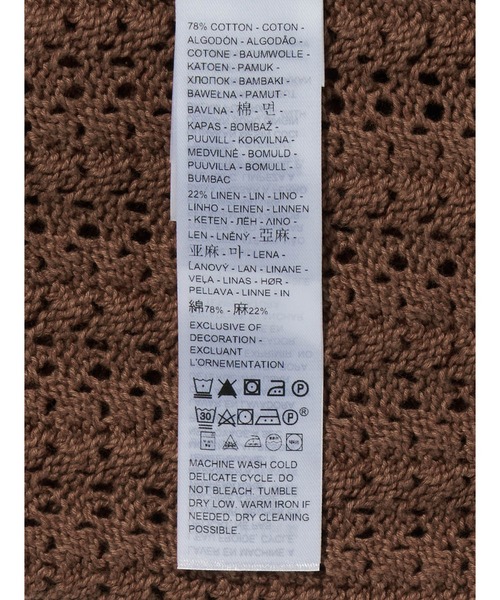 78% COTTON - COTON -
ALGODÓN - ALGODÃO -
COTONE - BAUMWOLLE -
KATOEN - PAMUK -
ХЛОПОК - BAMBAKI -
BAWEŁNA - PAMUT -
BAVLNA - 棉 - 면 -
KAPAS - BOMBAŽ -
PUUVILL - KOKVILNA -
MEDVILNĖ - BOMULD -
PUUVILLA - BOMULL -
BUMBAC
22% LINEN - LIN - LINO -
LINHO - LEINEN - LINNEN
- KETEN - ЛЁН - ΛΙΝΟ -
LEN - LNĚNÝ - 亞麻 -
亚麻 - 마 - LENA -
LANOVÝ - LAN - LINANE -
VEĻA - LINAS - HØR -
PELLAVA - LINNE - IN
綿78% - 麻22%
EXCLUSIVE OF
DECORATION -
EXCLUANT
L'ORNEMENTATION
P
30 P ®
MACHINE WASH COLD
DELICATE CYCLE. DO
NOT BLEACH. TUMBLE
DRY LOW. WARM IRON IF
NEEDED. DRY CLEANING
POSSIBLE.